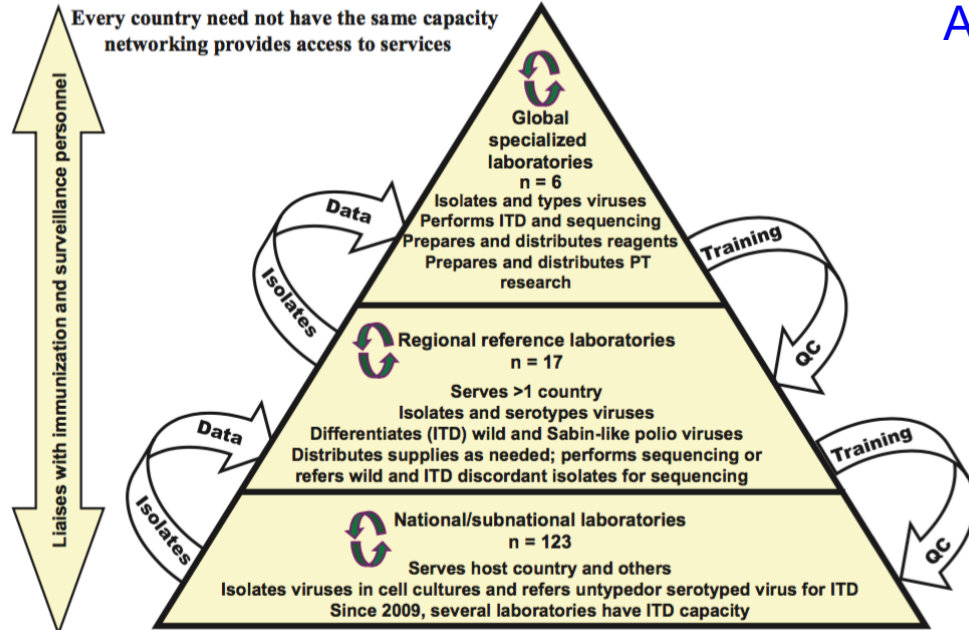 Every country need not have the same capacity
networking provides access to services
A
Liaises with immunization and surveillance personnel
Global
specialized
laboratories
n = 6
Isolates and types viruses
Performs ITD and sequencing
Prepares and distributes reagents
Prepares and distributes PT
research
Data
Isolates
Training
QC
Regional reference laboratories
n = 17
Serves >1 country
Isolates and serotypes viruses
Differentiates (ITD) wild and Sabin-like polio viruses
Distributes supplies as needed; performs sequencing or
refers wild and ITD discordant isolates for sequencing
Data
Isolates
Training
QC
National/subnational laboratories
n = 123
Serves host country and others
Isolates viruses in cell cultures and refers untypedor serotyped virus for ITD
Since 2009, several laboratories have ITD capacity